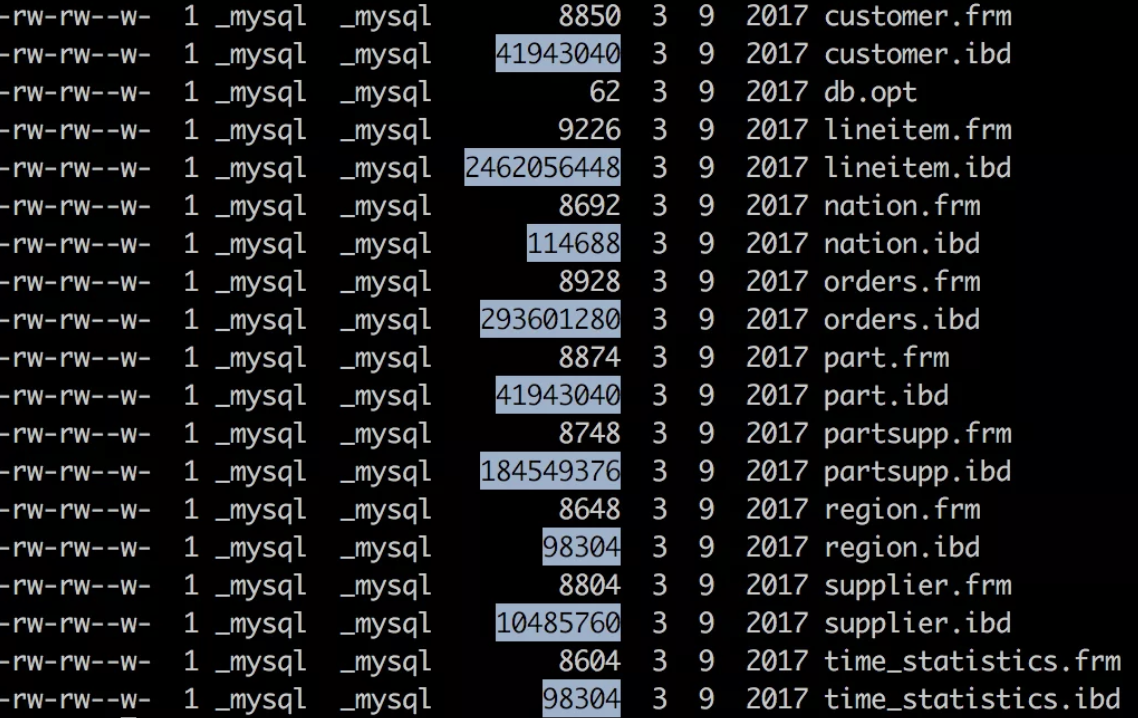 -rw-rw--w- 1 _mysql _mysql 8850 3 9 2017 customer.frm
-rw-rw--w- 1 _mysql _mysql 41943040 3 9 2017 customer.ibd
-rw-rw--w- 1 _mysql _mysql 62 3 9 2017 db.opt
-rw-rw--w- 1 _mysql _mysql 9226 3 9 2017 lineitem.frm
-rw-rw--w- 1 _mysql _mysql 2462056448 3 9 2017 lineitem.ibd
-rw-rw--w- 1 _mysql _mysql 8692 3 9 2017 nation.frm
-rw-rw--w- 1 _mysql _mysql 114688 3 9 2017 nation.ibd
-rw-rw--w- 1 _mysql _mysql 8928 3 9 2017 orders.frm
-rw-rw--w- 1 _mysql _mysql 293601280 3 9 2017 orders.ibd
-rw-rw--w- 1 _mysql _mysql 8874 3 9 2017 part.frm
-rw-rw--w- 1 _mysql _mysql 41943040 3 9 2017 part.ibd
-rw-rw--w- 1 _mysql _mysql 8748 3 9 2017 partsupp.frm
-rw-rw--w- 1 _mysql _mysql 184549376 3 9 2017 partsupp.ibd
-rw-rw--w- 1 _mysql _mysql 8648 3 9 2017 region.frm
-rw-rw--w- 1 _mysql _mysql 98304 3 9 2017 region.ibd
-rw-rw--w- 1 _mysql _mysql 8804 3 9 2017 supplier.frm
-rw-rw--w- 1 _mysql _mysql 10485760 3 9 2017 supplier.ibd
-rw-rw--w- 1 _mysql _mysql 8604 3 9 2017 time_statistics.frm
-rw-rw--w- 1 _mysql _mysql 98304 3 9 2017 time_statistics.ibd